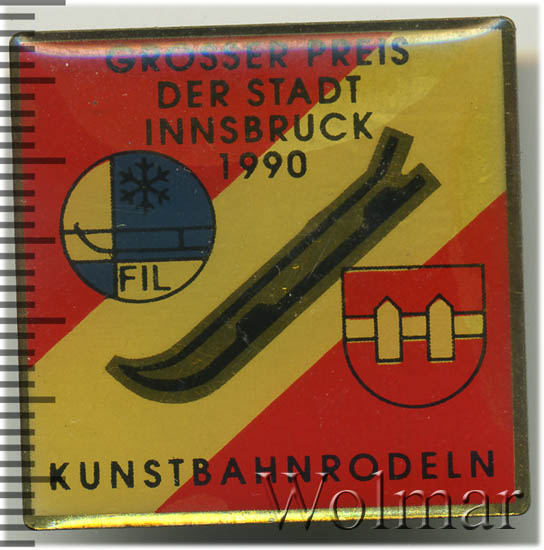 GROSSER PREIS
DER STADT
INNSBRUCK
1990
FIL
KUNSTBAHNRODELN
Wolmar